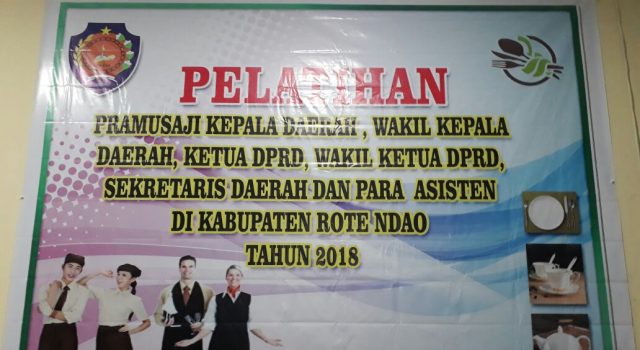 PELATIHAN
PRAMUSAJI KEPALA DAERAH , WAKIL KEPALA
DAERAH, KETUA DPRD, WAKIL KETUA DPRD,
SEKRETARIS DAERAH DAN PARA ASISTEN
DI KABUPATEN ROTE NDAO
TAHUN 2018